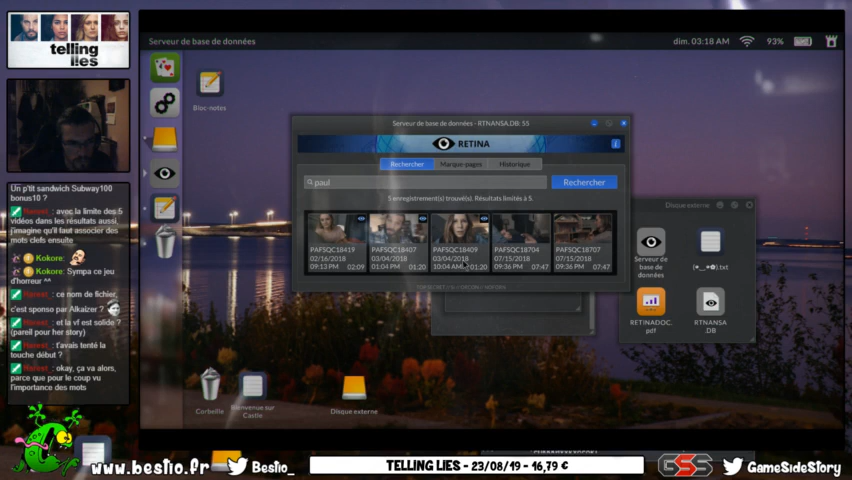 telling
lies
Un p'tit sandwich Subway100
bonus10 ?
Harest : avec la limite des 5
vidéos dans les résultats aussi,
j'imagine qu'il faut associer des
mots clefs ensuite
Kokore:
Kokore: Sympa ce jeu
d'horreur ^^
Harest : ce nom de fichier,
c'est sponso par Alkaizer ?
Harest : et la vf est solide ?
(pareil pour her story)
Harest : t'avais tenté la
touche début ?
Harest : okay, ça va alors,
parce que pour le coup vu
l'importance des mots
Serveur de base de données
dim. 03:18 AM
93%
Bloc-notes
Serveur de base de données - RTNANSA.DB: 55
RETINA
Rechercher
Marque-pages
Historique
paul
Rechercher
5 enregistrement(s) trouvé(s). Résultats limités à 5.
PAFSQC18419
02/16/2018
09:13 PM 02:09
PAFSQC18407
03/04/2018
01:04 PM 01:20
PAFSQC18409
03/04/2018
10:04 AM 01:20
PAFSQC18704
07/15/2018
09:36 PM 07:47
PAFSQC18707
07/15/2018
09:36 PM 07:47
Disque externe
Serveur de
base de
données
RETINADOC.
pdf
RTNANSA
.DB
Corbeille
Bienvenue sur
Castle
Disque externe
www.bestio.fr
Bestio_
TELLING LIES - 23/08/19 - 16,79 €
GSS
GameSideStory